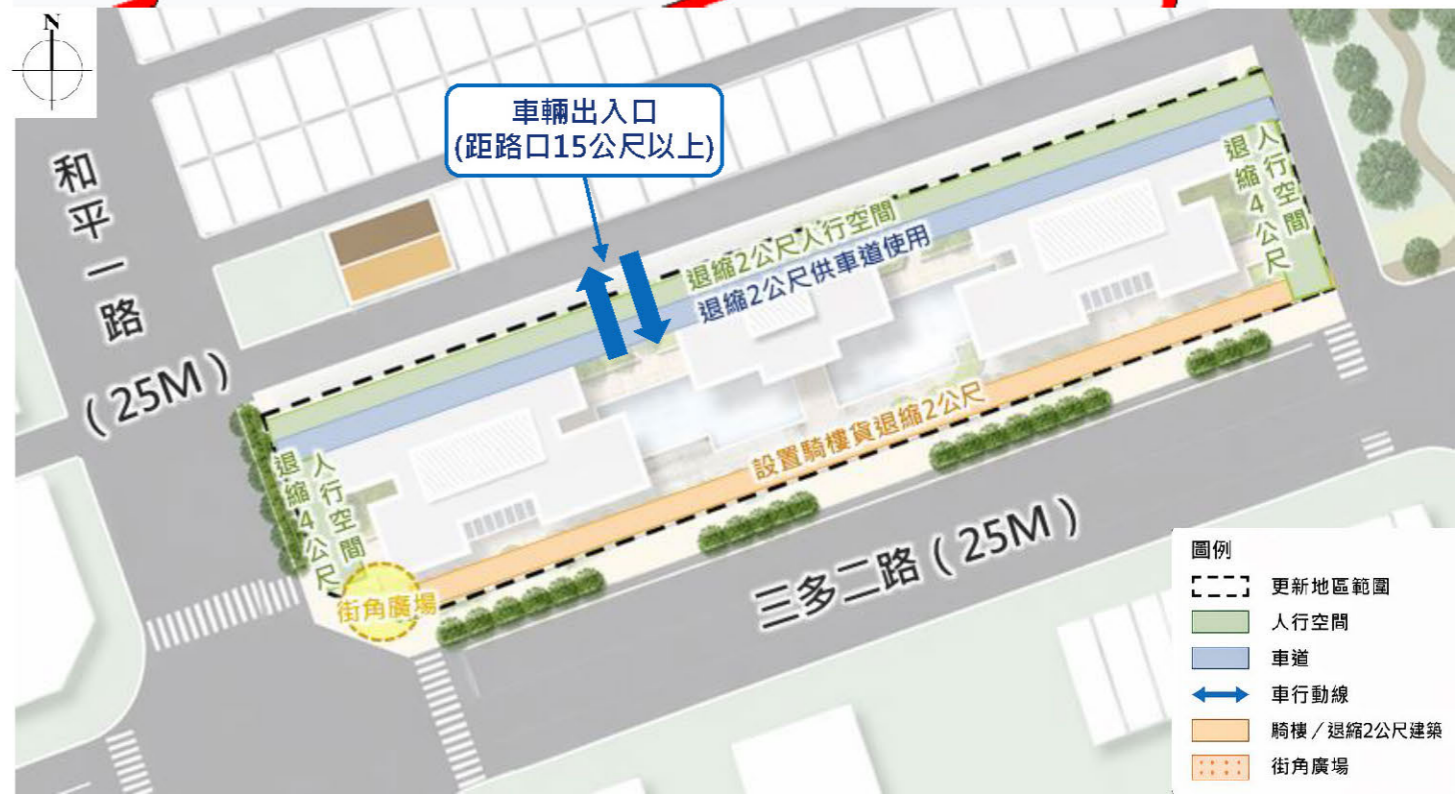 N
車輛出入口
(距路口15公尺以上)
和平一路
(25M)
退縮2公尺人行空間
退縮2公尺供車道使用
人行空間
退縮4公尺
設置騎樓貨退縮2公尺
人行空間
退縮4公尺
街角廣場
三多二路(25M)
圖例
更新地區範圍
人行空間
車道
車行動線
騎樓/退縮2公尺建築
街角廣場